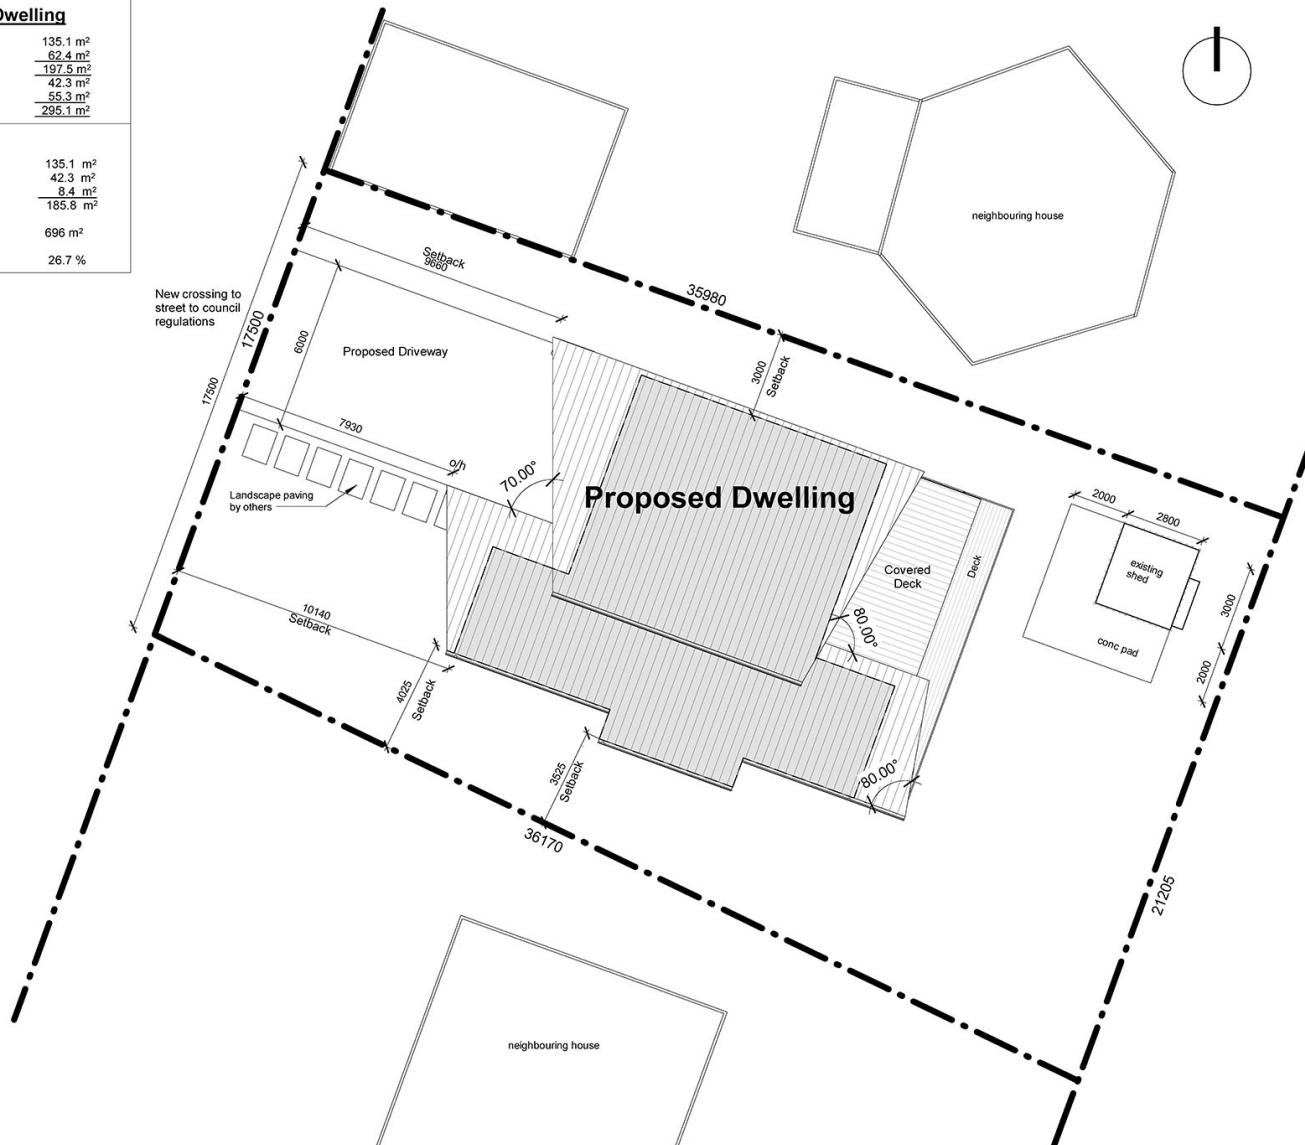 Dwelling
135.1 m²
62.4 m²
197.5 m²
42.3 m²
55.3 m²
295.1 m²
135.1 m²
42.3 m²
8.4 m²
185.8 m²
696 m²
26.7 %
neighbouring house
Setback
9660
35980
New crossing to
street to council
regulations
17500
17500
6000
Proposed Driveway
3000
Setback
7930
o/h
70.00°
Landscape paving
by others
Proposed Dwelling
Covered
Deck
Deck
2000
2800
existing
shed
conc pad
3000
2000
80.00°
10140
Setback
4025
Setback
3525
Setback
80.00°
36170
21205
neighbouring house